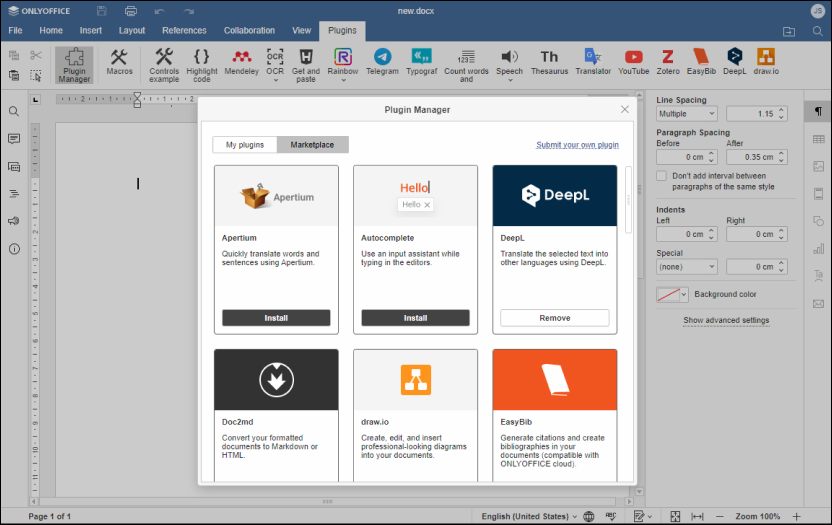 ONLYOFFICE
new.docx
JS
File Home Insert Layout References Collaboration View Plugins
Plugin Manager
Macros
Controls example
Highlight code
Mendeley
OCR
OCR
Get and paste
Rainbow
Telegram
Typograf
123
Count words and
Speech
Th
Thesaurus
Translator
YouTube
Z
Zotero
EasyBib
DeepL
draw.io
L
2 1 1 1
Plugin Manager
My plugins Marketplace Submit your own plugin
Apertium
Apertium
Quickly translate words and
sentences using Apertium.
Install
Hello
Hello ×
Autocomplete
Use an input assistant while
typing in the editors.
Install
DeepL
DeepL
Translate the selected text into
other languages using DeepL.
Remove
Doc2md
Convert your formatted
documents to Markdown or
HTML.
draw.io
Create, edit, and insert
professional-looking diagrams
into your documents.
EasyBib
Generate citations and create
bibliographies in your
documents (compatible with
ONLYOFFICE cloud).
Line Spacing
Multiple 1.15
Paragraph Spacing
Before After
0 cm 0.35 cm
Don't add interval between
paragraphs of the same style
Indents
Left Right
0 cm 0 cm
Special
(none) 0 cm
Background color
Show advanced settings
Page 1 of 1
English (United States)
ABC
Zoom 100%